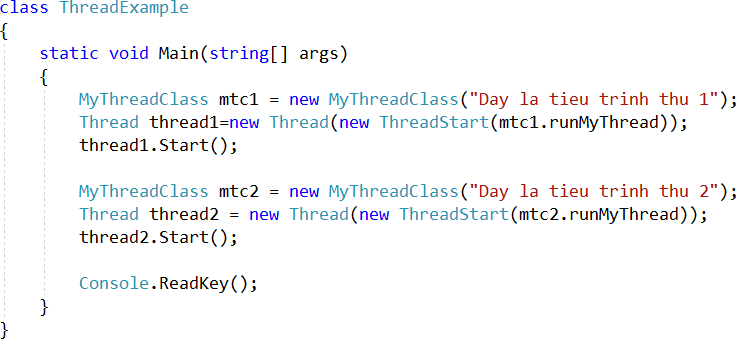 class ThreadExample
{
static void Main(string[] args)
{
MyThreadClass mtc1 = new MyThreadClass("Day la tieu trinh thu 1");
Thread thread1=new Thread(new ThreadStart(mtc1.runMyThread));
thread1.Start();
MyThreadClass mtc2 = new MyThreadClass("Day la tieu trinh thu 2");
Thread thread2 = new Thread(new ThreadStart(mtc2.runMyThread));
thread2.Start();
Console.ReadKey();
}
}